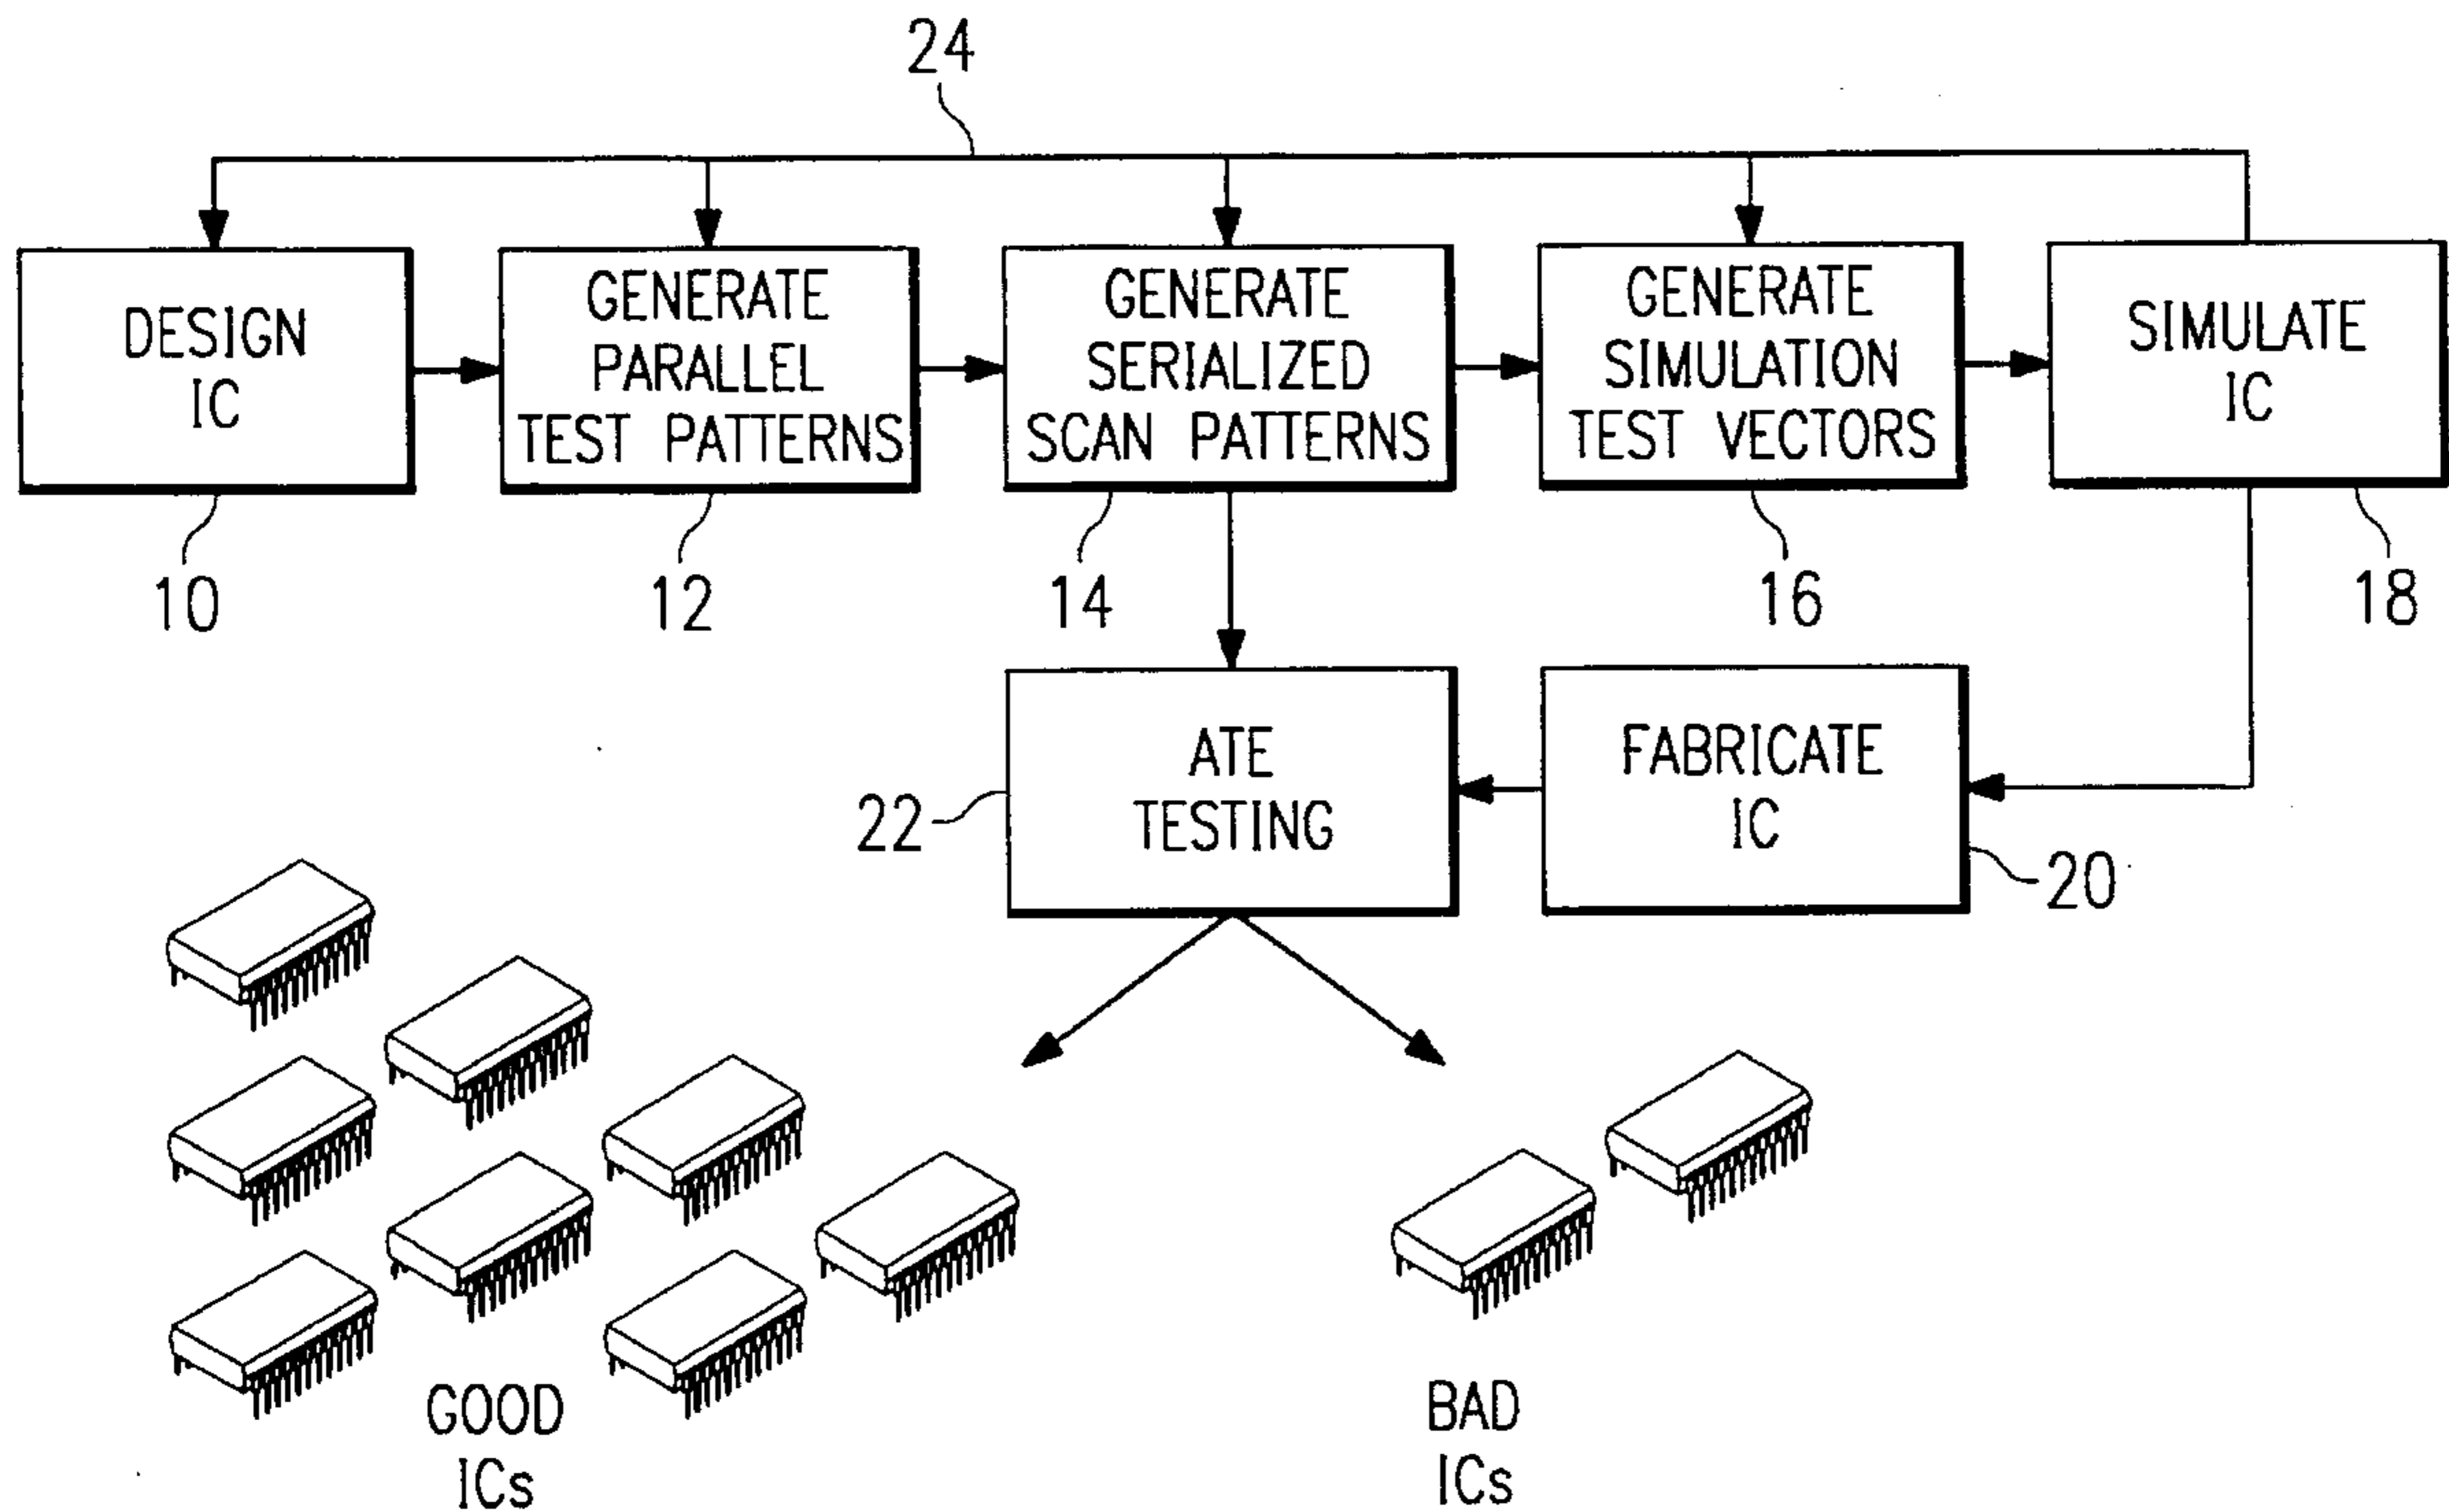 24
DESIGN
IC
GENERATE
PARALLEL
TEST PATTERNS
GENERATE
SERIALIZED
SCAN PATTERNS
GENERATE
SIMULATION
TEST VECTORS
SIMULATE
IC
10
12
14
16
18
ATE
TESTING
FABRICATE
IC
22
20
GOOD
ICs
BAD
ICs